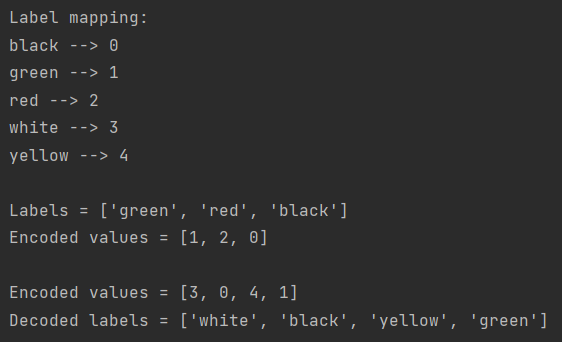 Label mapping:
black --> 0
green --> 1
red --> 2
white --> 3
yellow --> 4
Labels = ['green', 'red', 'black']
Encoded values = [1, 2, 0]
Encoded values = [3, 0, 4, 1]
Decoded labels = ['white', 'black', 'yellow', 'green']